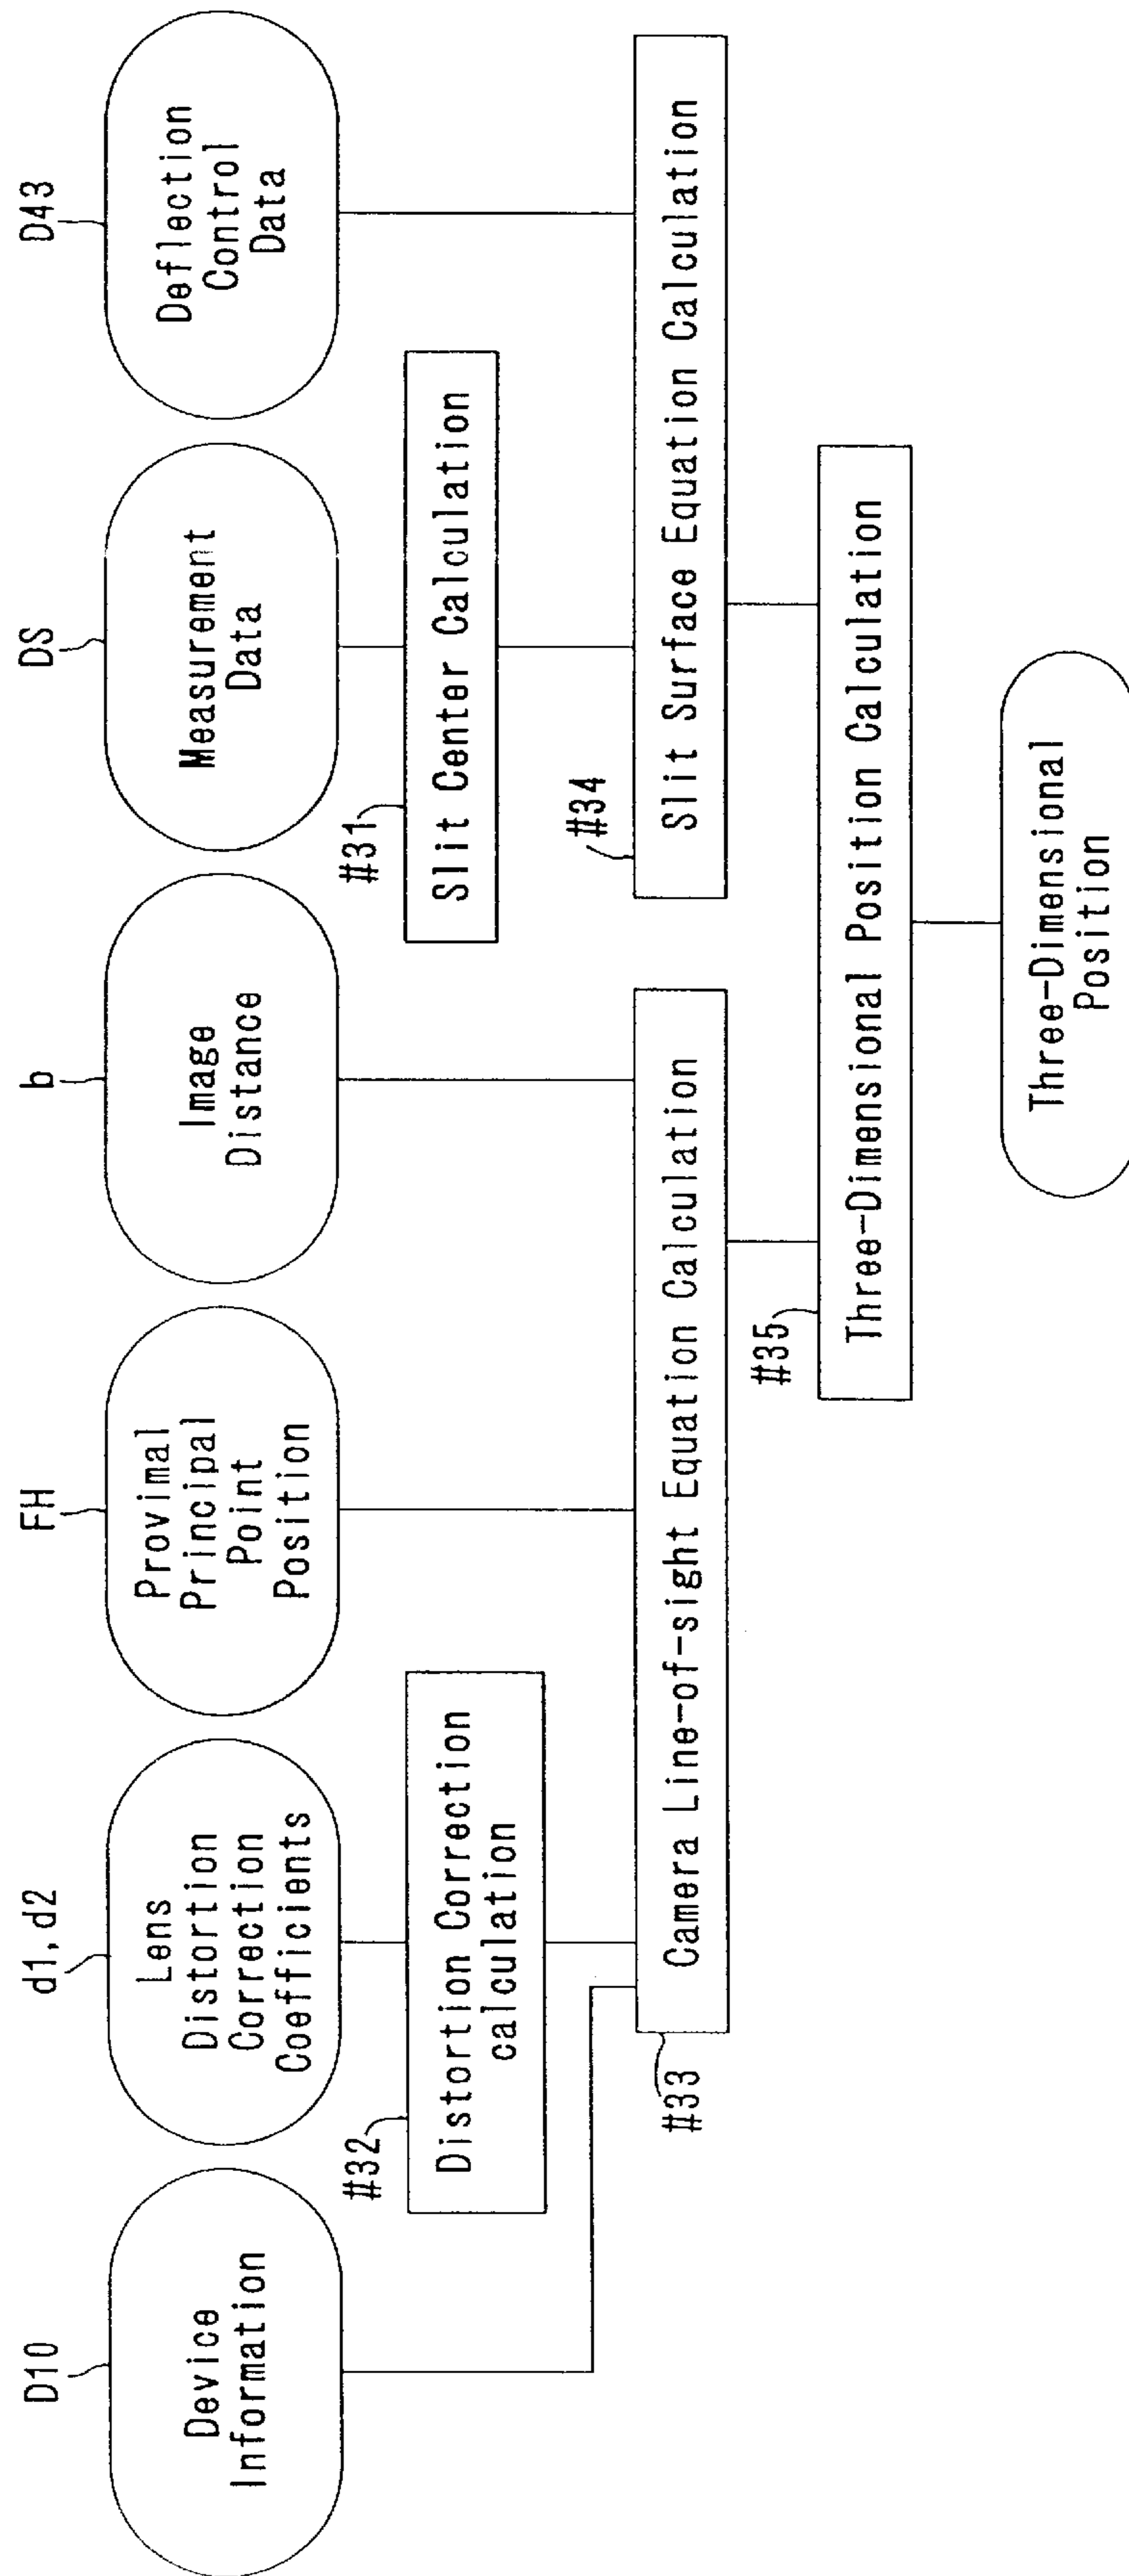 D10
d1,d2
FH
b
DS
D43
Device
Information
Lens
Distortion
Correction
Coefficients
Provimal
Principal
Point
Position
Image
Distance
Measurement
Data
Deflection
Control
Data
#32
Distortion Correction
calculation
#31
Slit Center Calculation
#33
Camera Line-of-sight Equation Calculation
#34
Slit Surface Equation Calculation
#35
Three-Dimensional Position Calculation
Three-Dimensional
Position